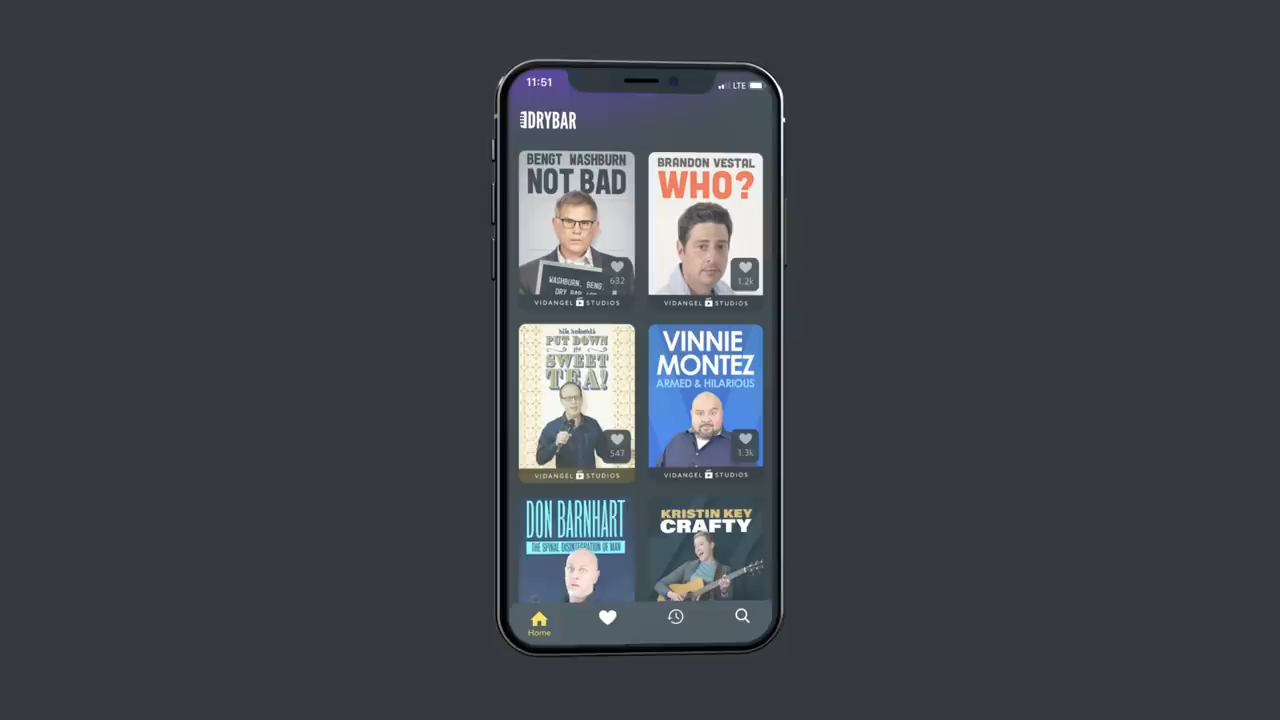 11:51
LTE
DRYBAR
BENGT WASHBURN
NOT BAD
WASHBURN, BENG.
632
VIDANGEL STUDIOS
BRANDON VESTAL
WHO?
1.2k
VIDANGEL STUDIOS
PUT DOWN
SWEET
TEA!
547
VIDANGEL STUDIOS
VINNIE
MONTEZ
ARMED & HILARIOUS
1.3k
VIDANGEL STUDIOS
DON BARNHART
THE SPINAL DISINTEGRATION OF MAN
KRISTIN KEY
CRAFTY
Home